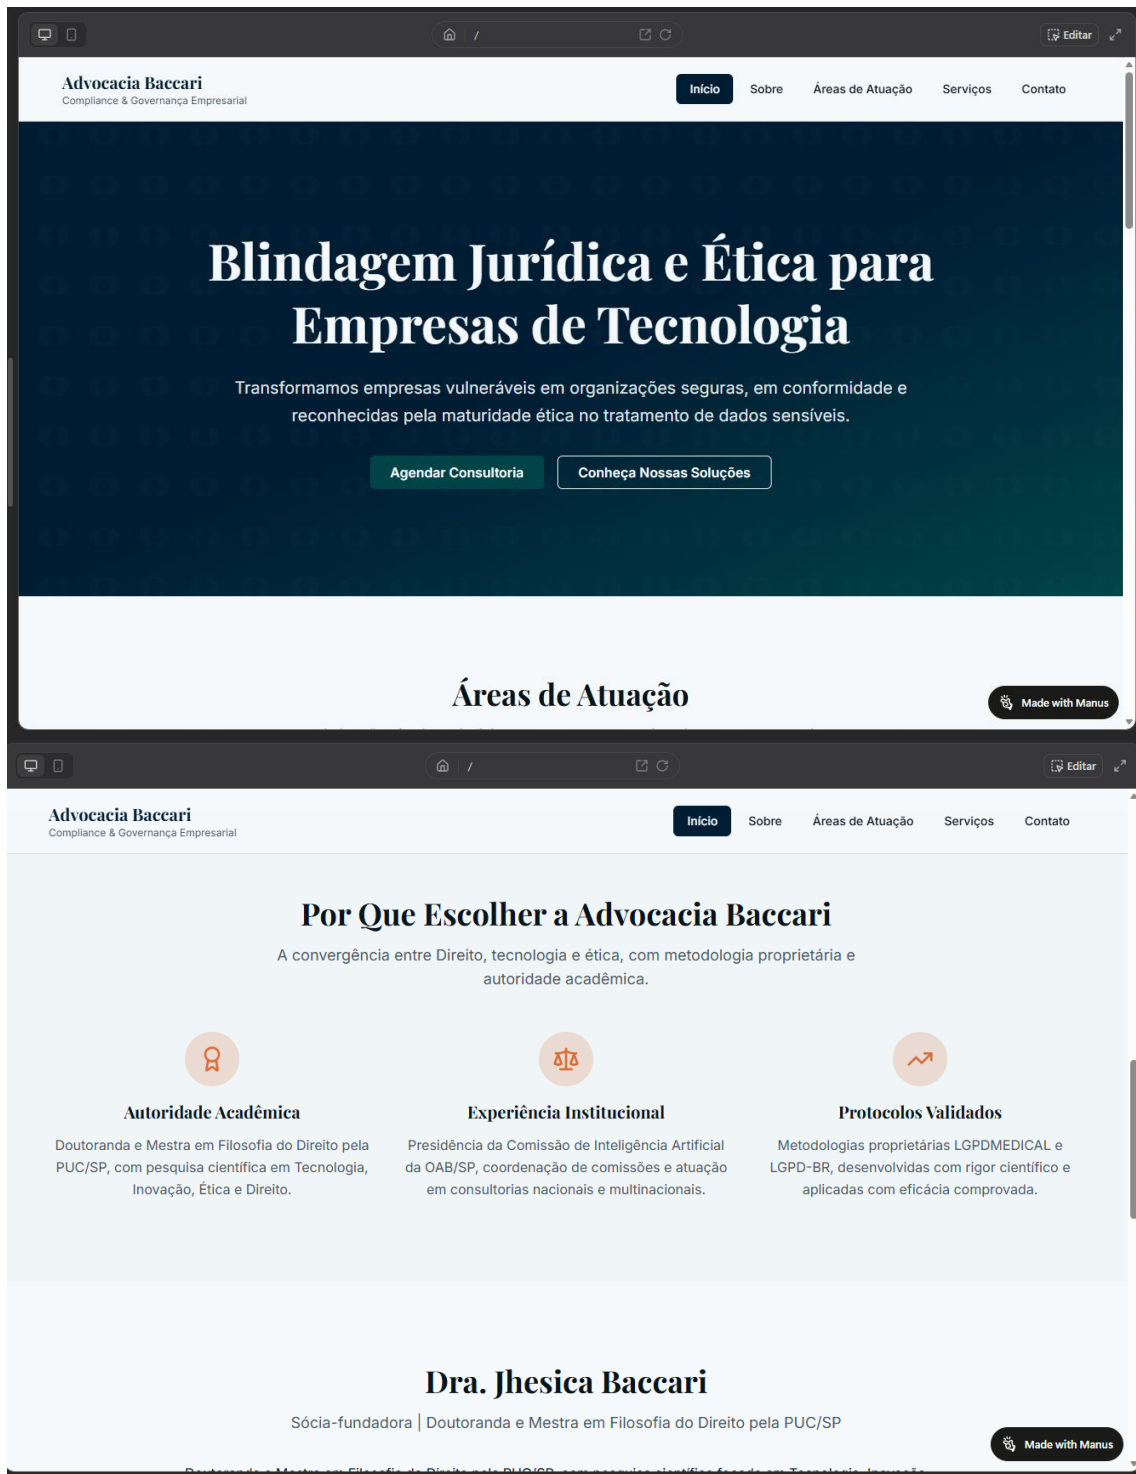 /
Editar
Advocacia Baccari
Compliance & Governança Empresarial
Início
Sobre
Áreas de Atuação
Serviços
Contato
Blindagem Jurídica e Ética para
Empresas de Tecnologia
Transformamos empresas vulneráveis em organizações seguras, em conformidade e
reconhecidas pela maturidade ética no tratamento de dados sensíveis.
Agendar Consultoria
Conheça Nossas Soluções
Áreas de Atuação
Made with Manus
/
Editar
Advocacia Baccari
Compliance & Governança Empresarial
Início
Sobre
Áreas de Atuação
Serviços
Contato
Por Que Escolher a Advocacia Baccari
A convergência entre Direito, tecnologia e ética, com metodologia proprietária e
autoridade acadêmica.
Autoridade Acadêmica
Doutoranda e Mestra em Filosofia do Direito pela
PUC/SP, com pesquisa científica em Tecnologia,
Inovação, Ética e Direito.
Experiência Institucional
Presidência da Comissão de Inteligência Artificial
da OAB/SP, coordenação de comissões e atuação
em consultorias nacionais e multinacionais.
Protocolos Validados
Metodologias proprietárias LGPDMEDICAL e
LGPD-BR, desenvolvidas com rigor científico e
aplicadas com eficácia comprovada.
Dra. Jhesica Baccari
Sócia-fundadora | Doutoranda e Mestra em Filosofia do Direito pela PUC/SP
Made with Manus